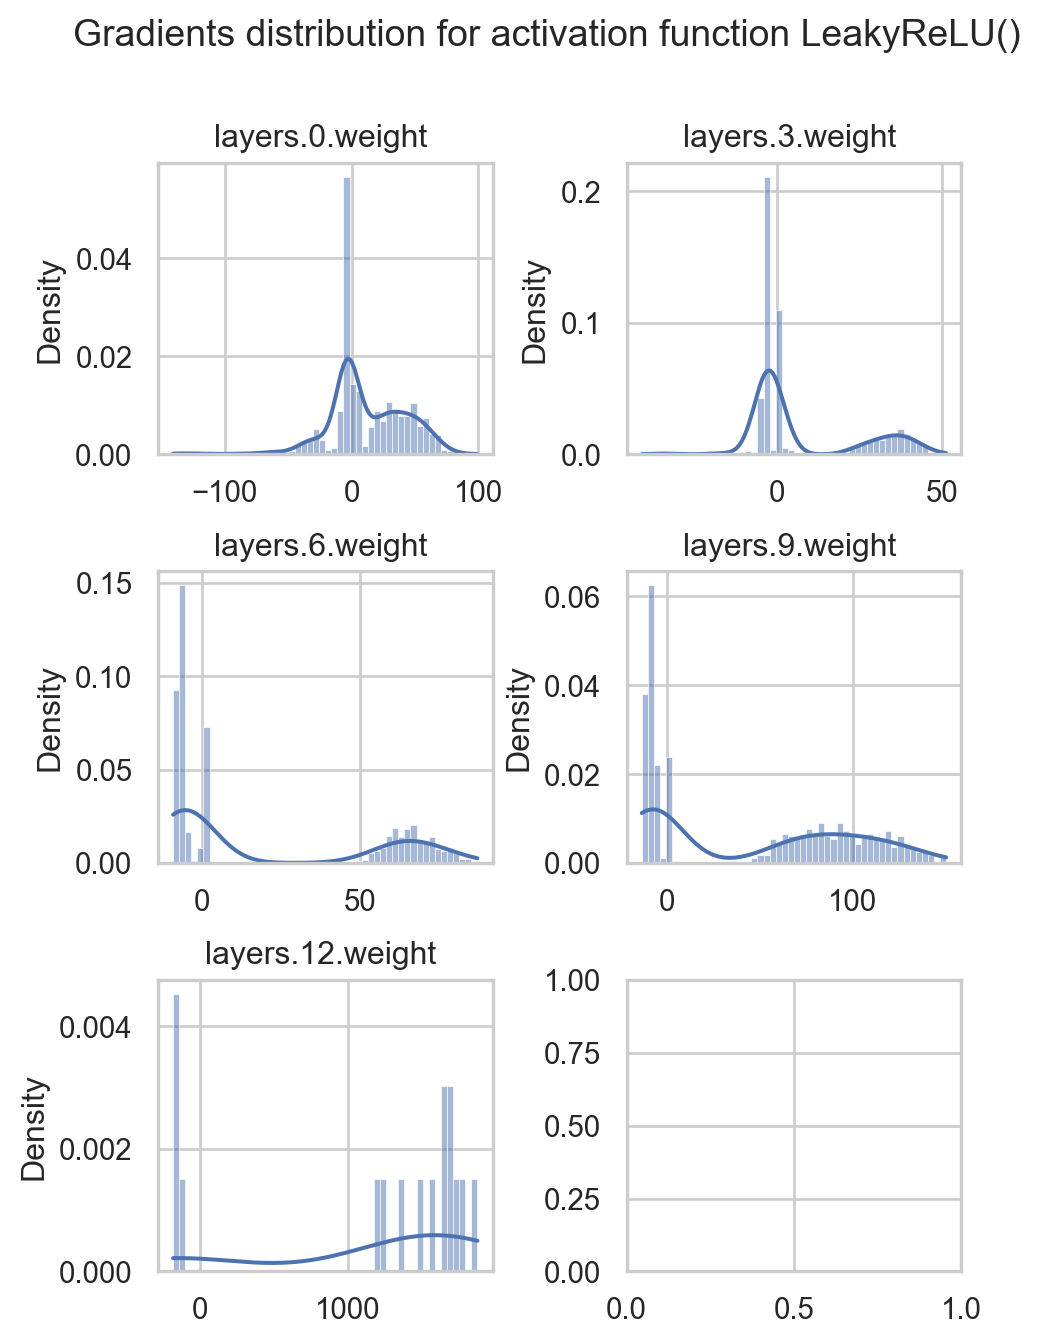 Gradients distribution for activation function LeakyReLU()
layers.0.weight
Density
0.04
0.02
0.00
−100 0 100
layers.3.weight
Density
0.2
0.1
0.0
0 50
layers.6.weight
Density
0.15
0.10
0.05
0.00
0 50
layers.9.weight
Density
0.06
0.04
0.02
0.00
0 100
layers.12.weight
Density
0.004
0.002
0.000
0 1000
1.00
0.75
0.50
0.25
0.00
0.0 0.5 1.0